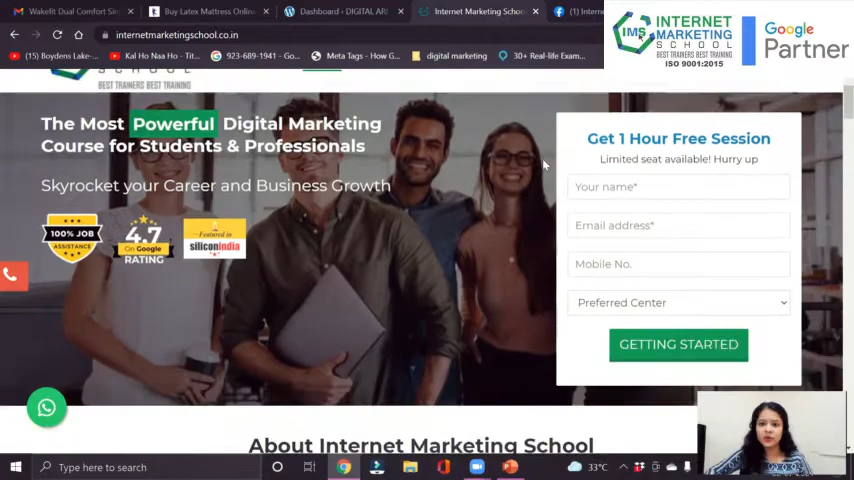 Wakefit Dual Comfort
Buy Latex Mattress Online
Dashboard ‹ DIGITAL AR
Internet Marketing School
(1) Interne
internetmarketingschool.co.in
(15) Boydens Lake-...
Kal Ho Naa Ho - Tit...
923-689-1941 - Go...
Meta Tags - How G...
digital marketing
30+ Real-life Exam...
IMS
INTERNET
MARKETING
SCHOOL
BEST TRAINERS BEST TRAINING
ISO 9001:2015
Google
Partner
SCHOOL
BEST TRAINERS BEST TRAINING
The Most Powerful Digital Marketing
Course for Students & Professionals
Skyrocket your Career and Business Growth
100% JOB
ASSISTANCE
4.7
On Google
RATING
Featured in
siliconindia
Get 1 Hour Free Session
Limited seat available! Hurry up
Your name*
Email address*
Mobile No.
Preferred Center
GETTING STARTED
About Internet Marketing School
Type here to search
33°C